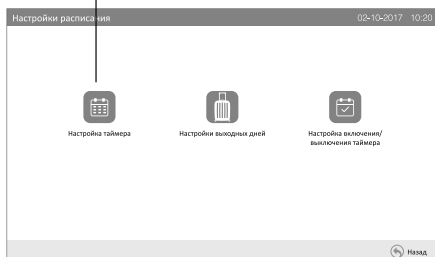 Настройки расписания 02-10-2017 10:20
Настройка таймера Настройки выходных дней Настройка включения/
выключения таймера
Назад